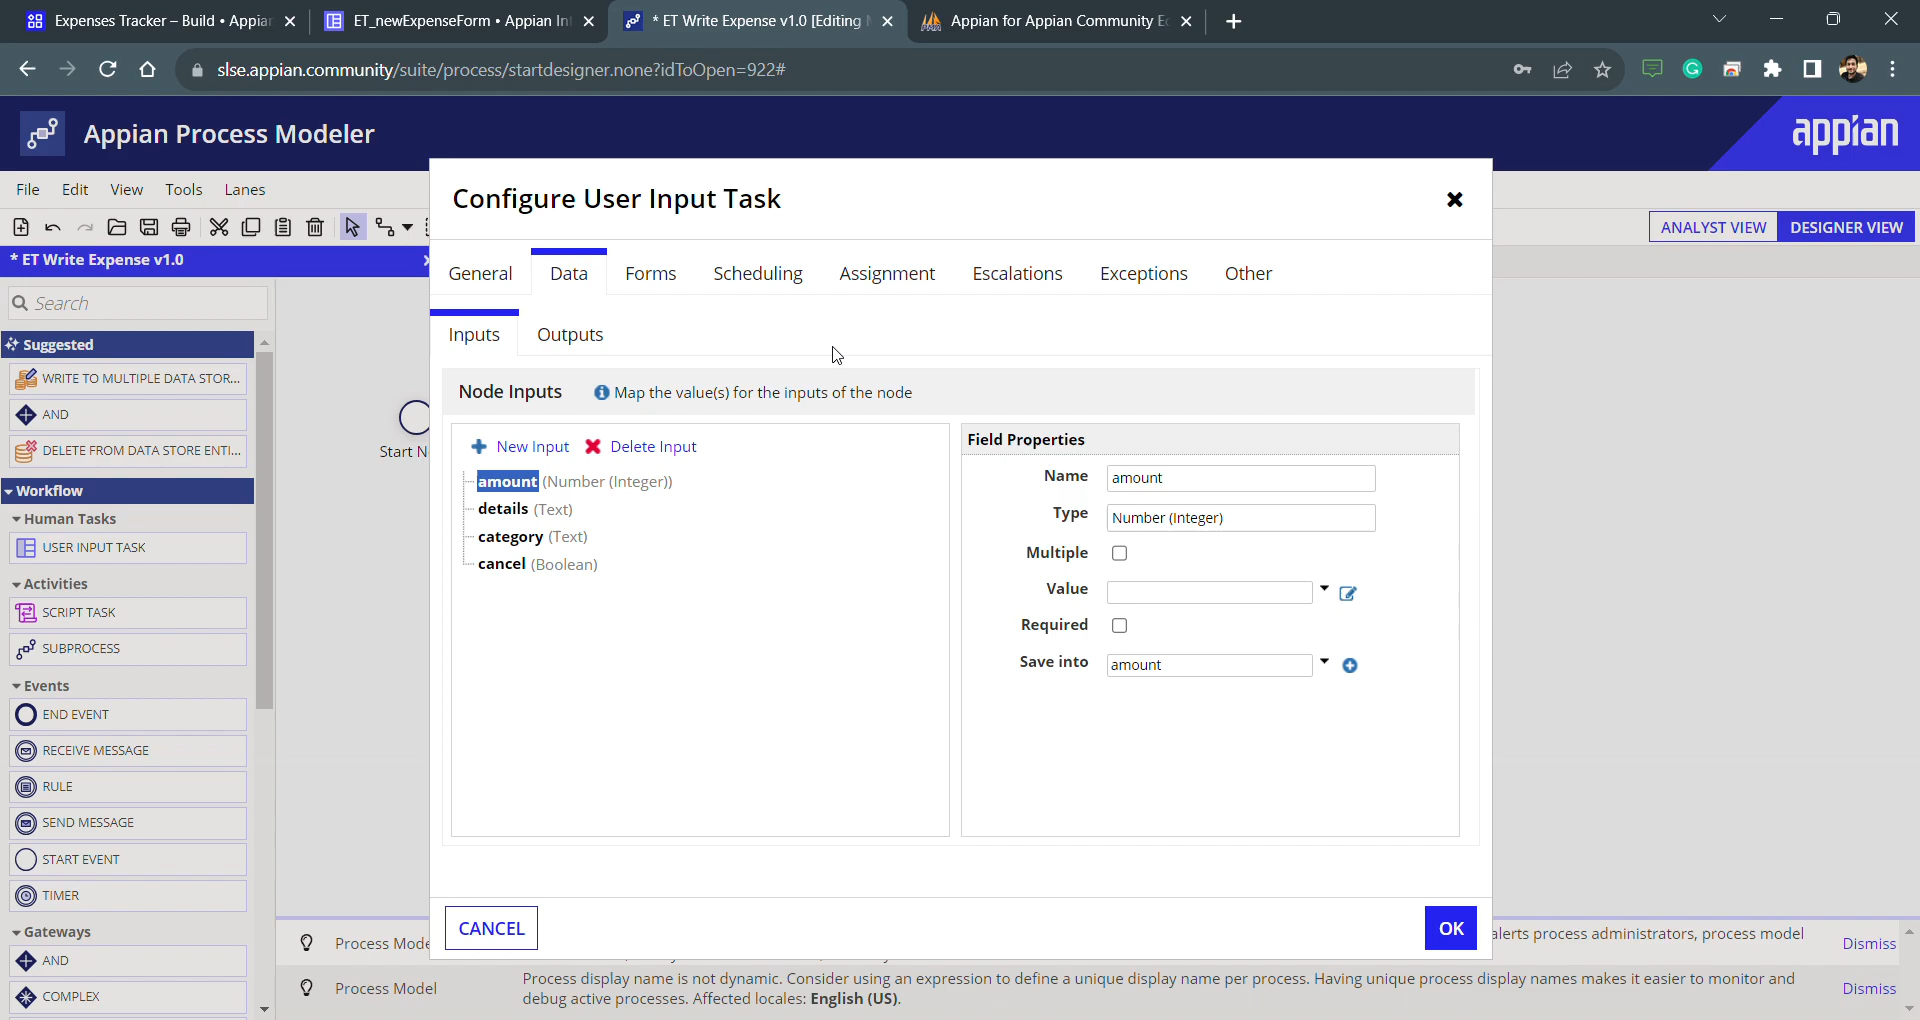 Expenses Tracker – Build • Appian
ET_newExpenseForm • Appian In
* ET Write Expense v1.0 [Editing
Appian for Appian Community E
slse.appian.community/suite/process/startdesigner.none?idToOpen=922#
Appian Process Modeler
appian
File Edit View Tools Lanes
ANALYST VIEW DESIGNER VIEW
* ET Write Expense v1.0
Search
Suggested
WRITE TO MULTIPLE DATA STOR...
AND
DELETE FROM DATA STORE ENTI...
Workflow
Human Tasks
USER INPUT TASK
Activities
SCRIPT TASK
SUBPROCESS
Events
END EVENT
RECEIVE MESSAGE
RULE
SEND MESSAGE
START EVENT
TIMER
Gateways
AND
COMPLEX
Start N
Configure User Input Task
General Data Forms Scheduling Assignment Escalations Exceptions Other
Inputs Outputs
Node Inputs Map the value(s) for the inputs of the node
New Input Delete Input
amount (Number (Integer))
details (Text)
category (Text)
cancel (Boolean)
Field Properties
Name amount
Type Number (Integer)
Multiple
Value
Required
Save into amount
CANCEL OK
Process Mode
alerts process administrators, process model
Dismiss
Process Model
Process display name is not dynamic. Consider using an expression to define a unique display name per process. Having unique process display names makes it easier to monitor and
debug active processes. Affected locales: English (US).
Dismiss